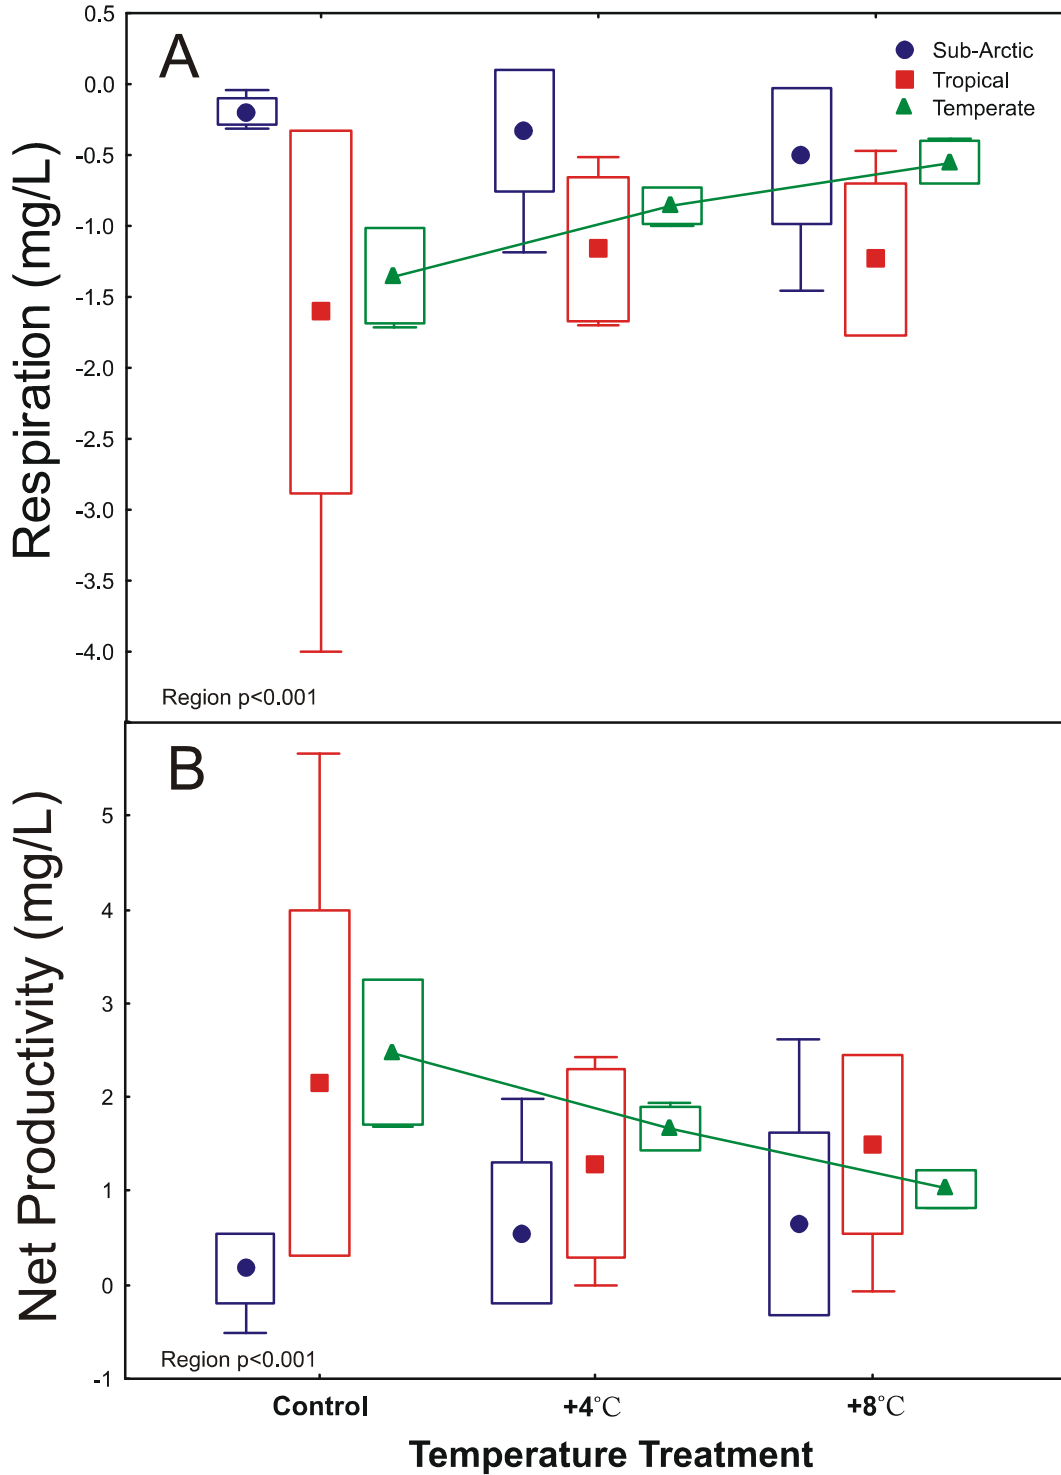 A
Sub-Arctic
Tropical
Temperate
Respiration (mg/L)
0.5
0.0
-0.5
-1.0
-1.5
-2.0
-2.5
-3.0
-3.5
-4.0
Region p<0.001
B
Net Productivity (mg/L)
5
4
3
2
1
0
-1
Region p<0.001
Control +4°C +8°C
Temperature Treatment